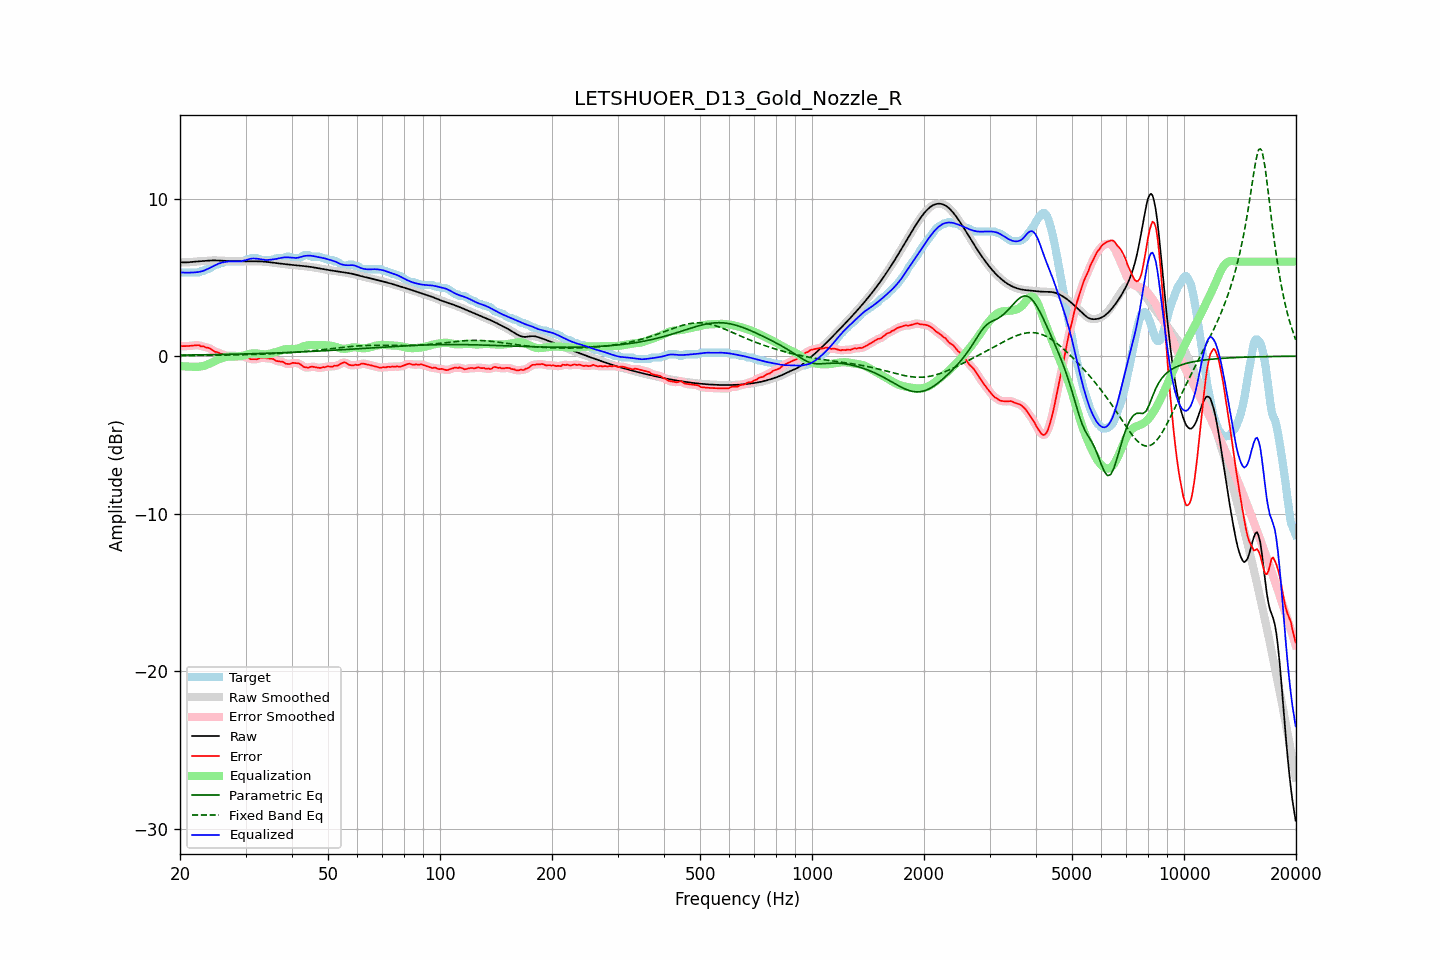 LETSHUOER_D13_Gold_Nozzle_R
10
0
−10
−20
−30
Amplitude (dBr)
Target
Raw Smoothed
Error Smoothed
Raw
Error
Equalization
Parametric Eq
Fixed Band Eq
Equalized
20 50 100 200 500 1000 2000 5000 10000 20000
Frequency (Hz)